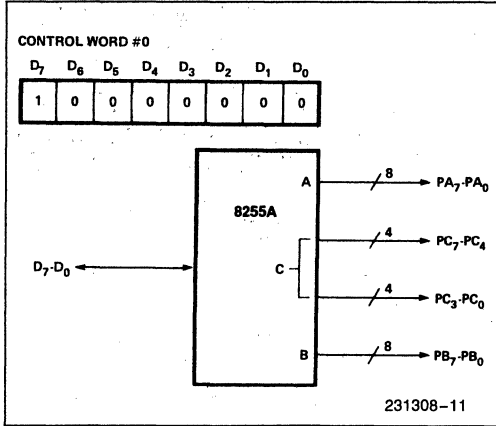 CONTROL WORD #0
D7 D6 D5 D4 D3 D2 D1 D0
1 0 0 0 0 0 0 0
8255A
A
8
PA7-PA0
4
PC7-PC4
D7-D0
C
4
PC3-PC0
B
8
PB7-PB0
231308-11